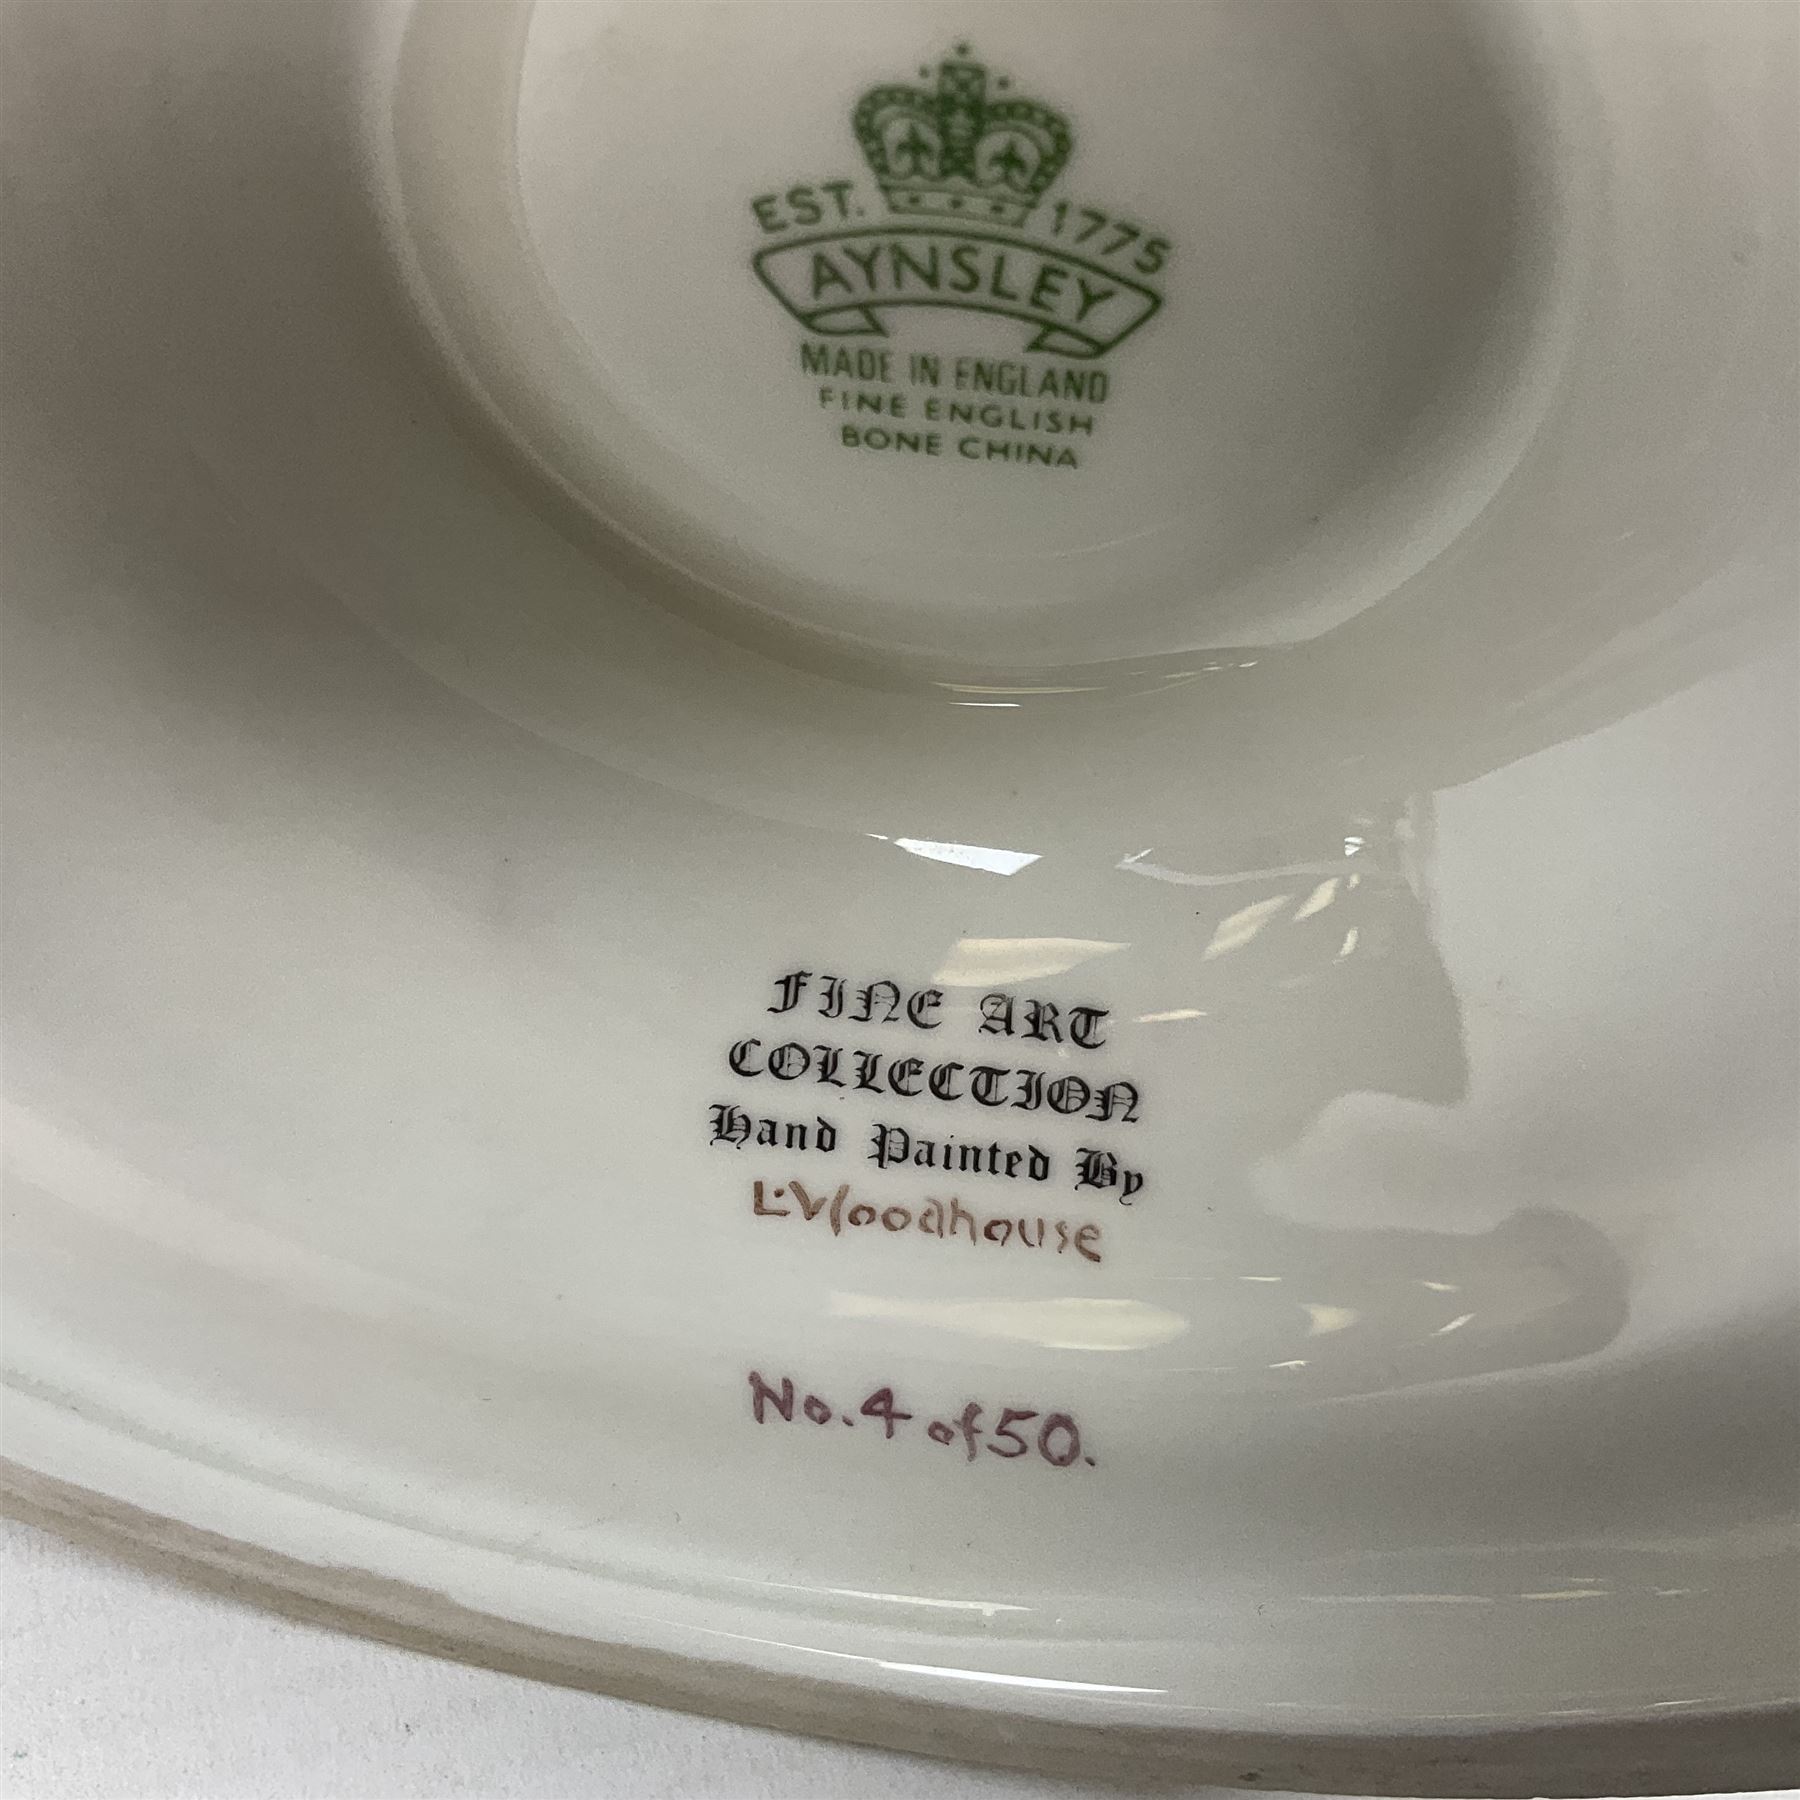 EST. 1775
AYNSLEY
MADE IN ENGLAND
FINE ENGLISH
BONE CHINA
FINE ART
COLLECTION
Hand Painted By
L. Woodhouse
No. 4 of 50.